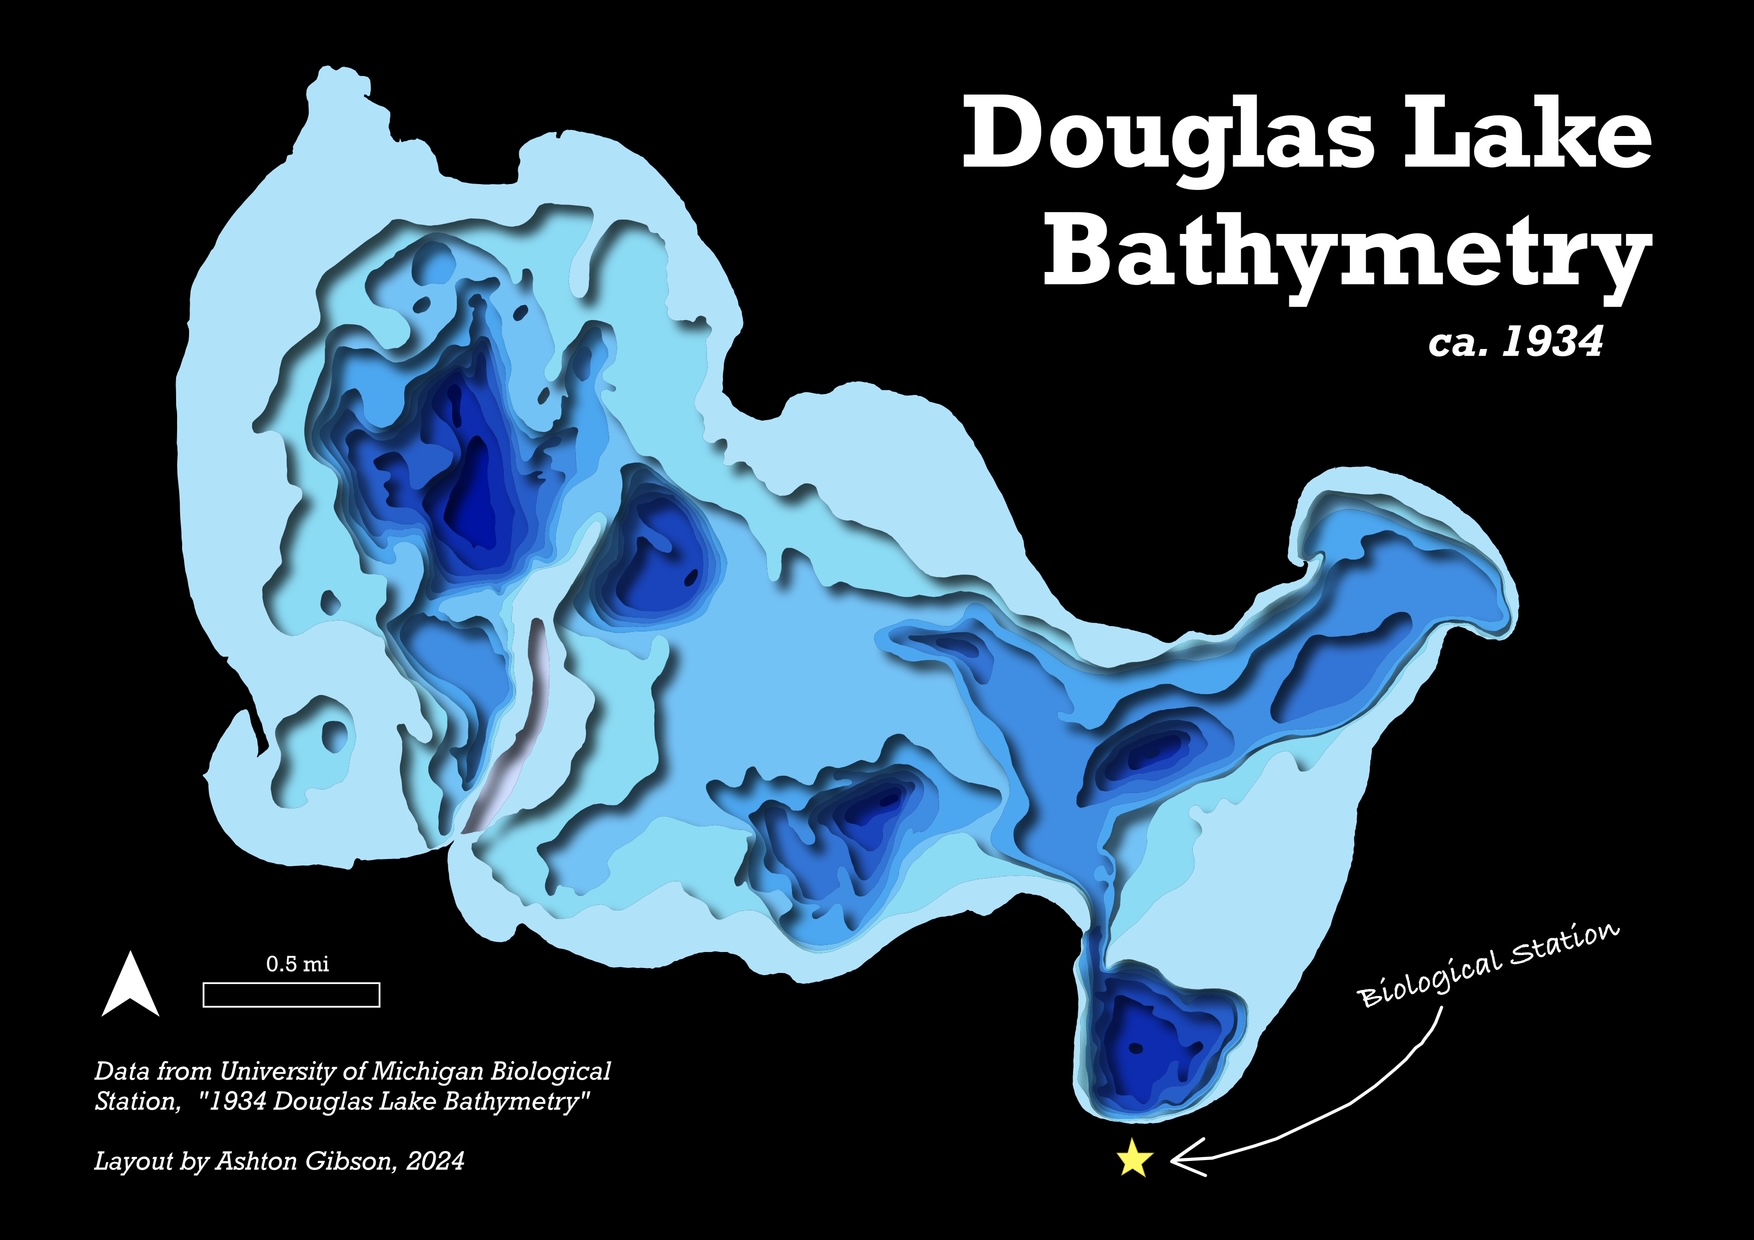 Douglas Lake
Bathymetry
ca. 1934
Biological Station
0.5 mi
Data from University of Michigan Biological
Station, "1934 Douglas Lake Bathymetry"
Layout by Ashton Gibson, 2024